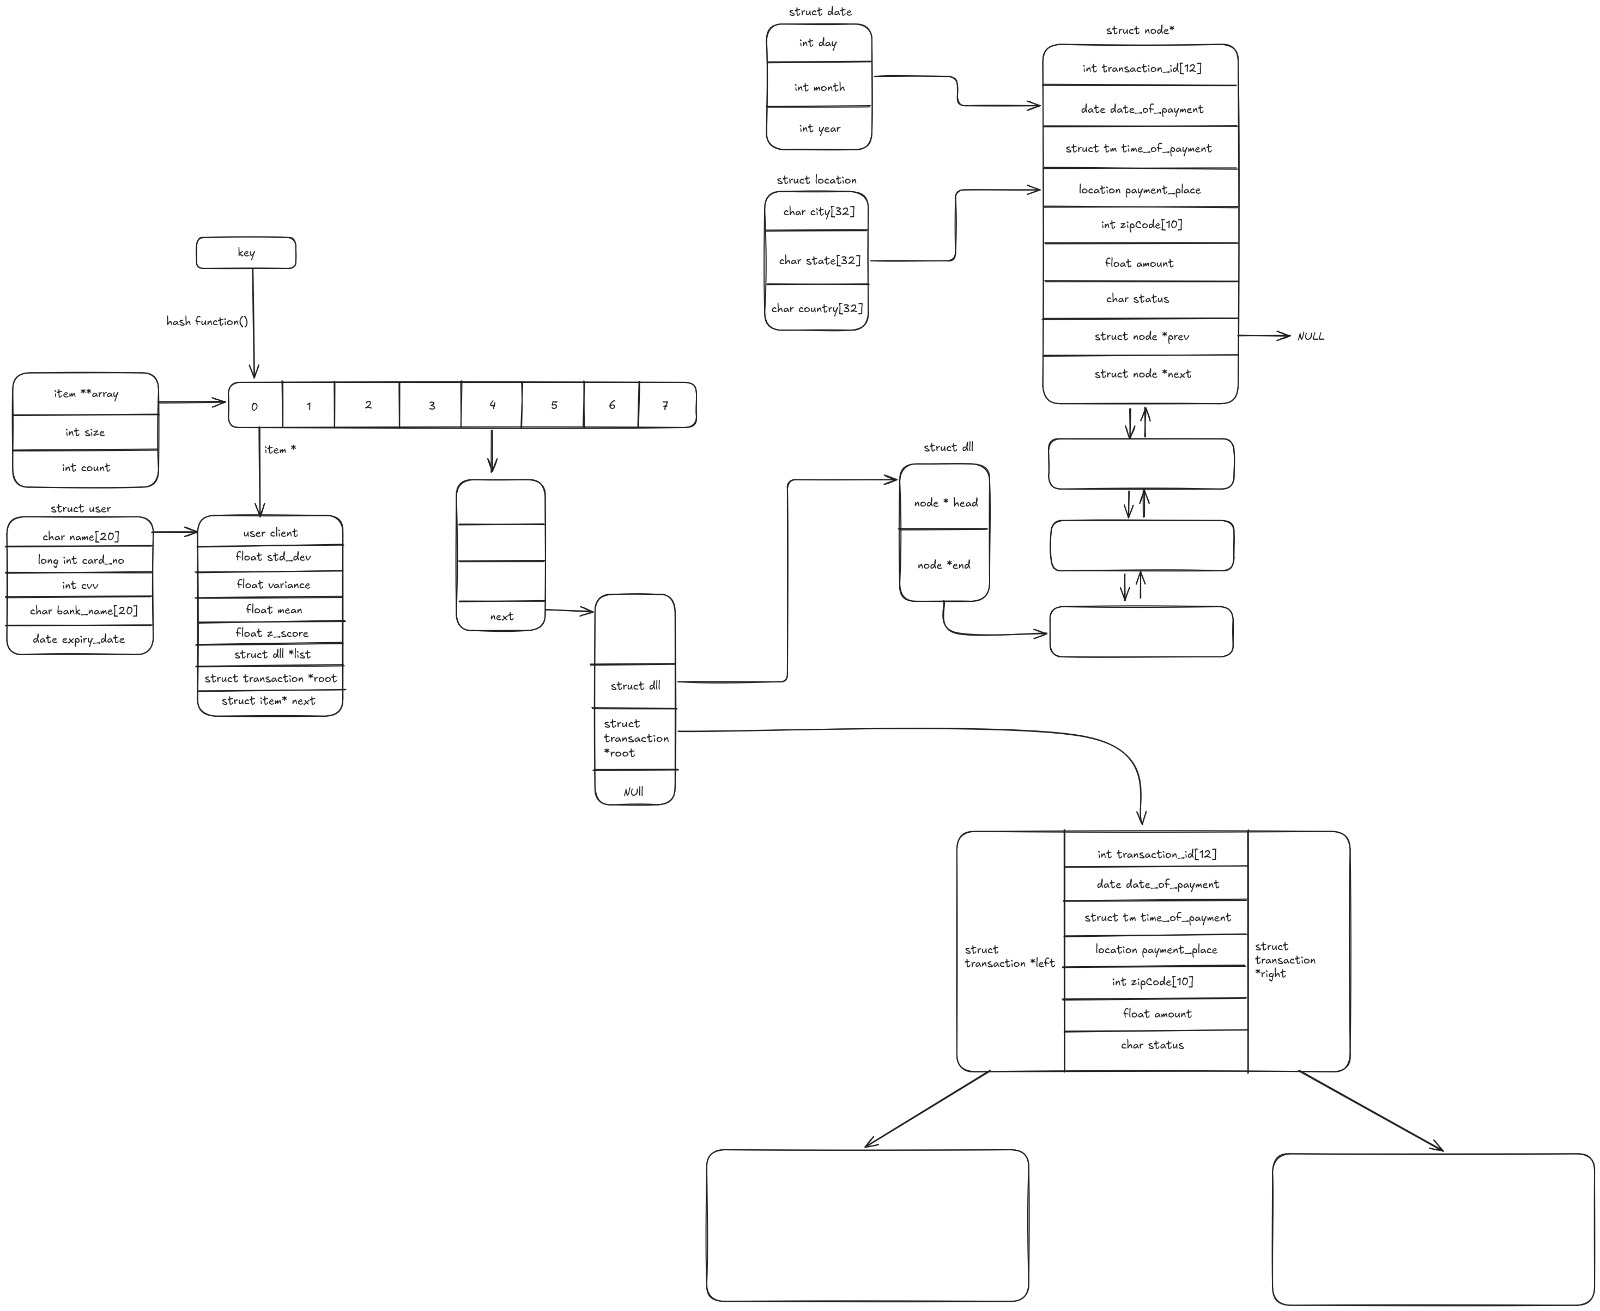 struct date
int day
int month
int year
struct node*
int transaction_id[12]
date date_of_payment
struct tm time_of_payment
location payment_place
int zipCode[10]
float amount
char status
struct node *prev
NULL
struct node *next
struct location
char city[32]
char state[32]
char country[32]
key
hash function()
item **array
int size
int count
0
1
2
3
4
5
6
7
item *
struct user
char name[20]
long int card_no
int cvv
char bank_name[20]
date expiry_date
user client
float std_dev
float variance
float mean
float z_score
struct dll *list
struct transaction *root
struct item* next
next
struct dll
node * head
node *end
struct dll
struct
transaction
*root
NUll
struct
transaction *left
int transaction_id[12]
date date_of_payment
struct tm time_of_payment
location payment_place
int zipCode[10]
float amount
char status
struct
transaction
*right